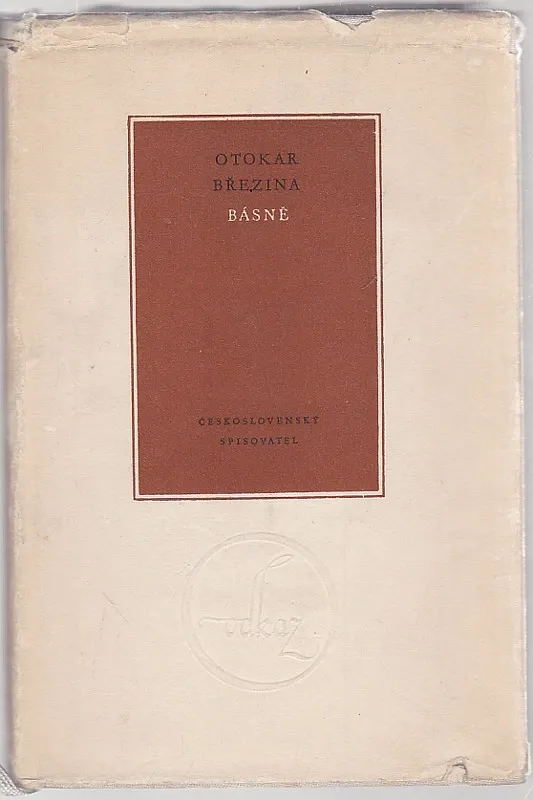 OTOKAR
BŘEZINA
BÁSNĚ
ČESKOSLOVENSKÝ
SPISOVATEL
odkaz